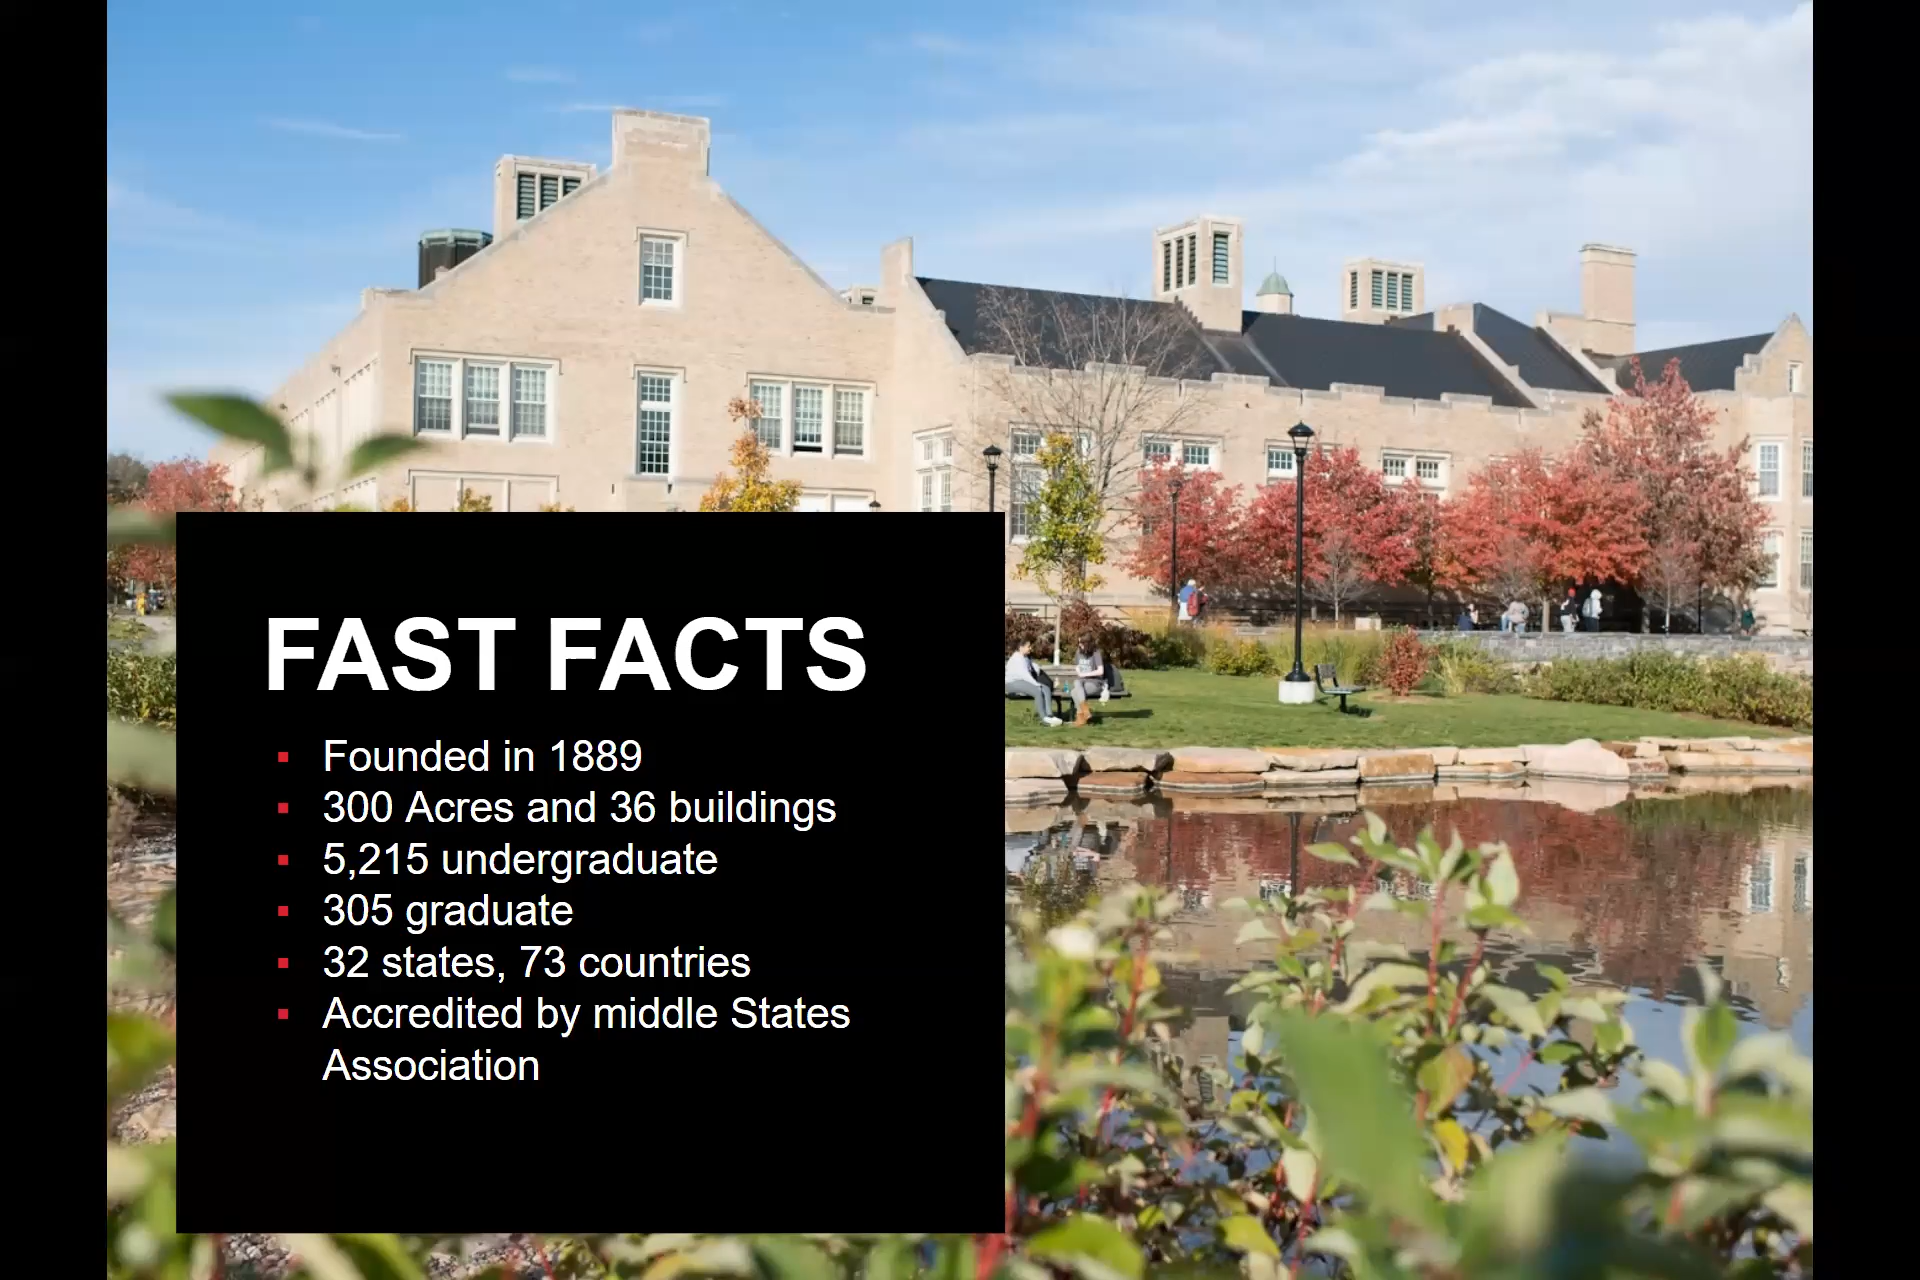 FAST FACTS
▪ Founded in 1889
▪ 300 Acres and 36 buildings
▪ 5,215 undergraduate
▪ 305 graduate
▪ 32 states, 73 countries
▪ Accredited by middle States
Association